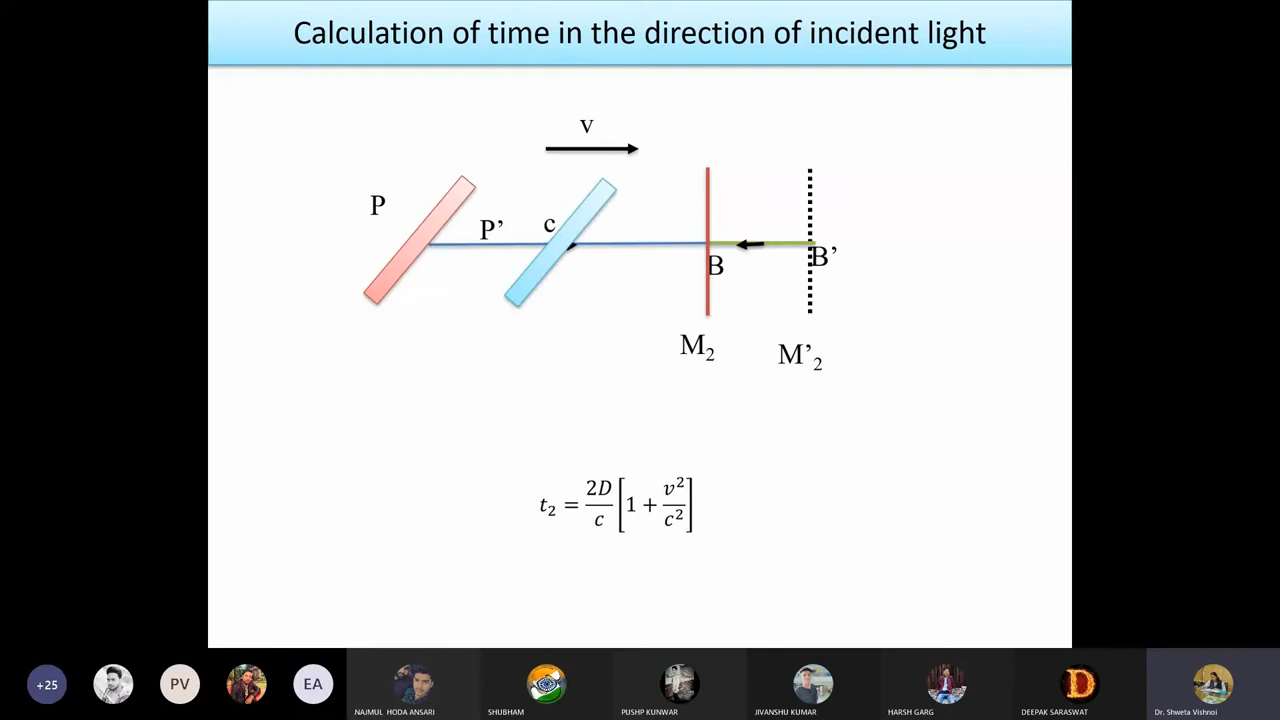 Calculation of time in the direction of incident light
v
P
P’
c
B
B’
M₂
M’₂
t₂ = 2D/c [1 + v²/c²]
+25
PV
EA
NAJMUL HODA ANSARI
SHUBHAM
PUSHP KUNWAR
JIVANSHU KUMAR
HARSH GARG
DEEPAK SARASWAT
Dr. Shweta Vishnoi